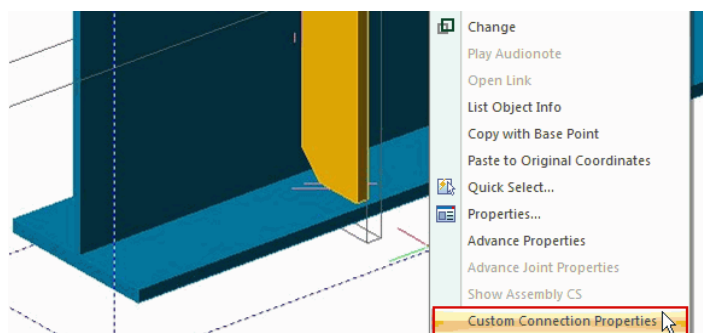 Change
Play Audionote
Open Link
List Object Info
Copy with Base Point
Paste to Original Coordinates
Quick Select...
Properties...
Advance Properties
Advance Joint Properties
Show Assembly CS
Custom Connection Properties